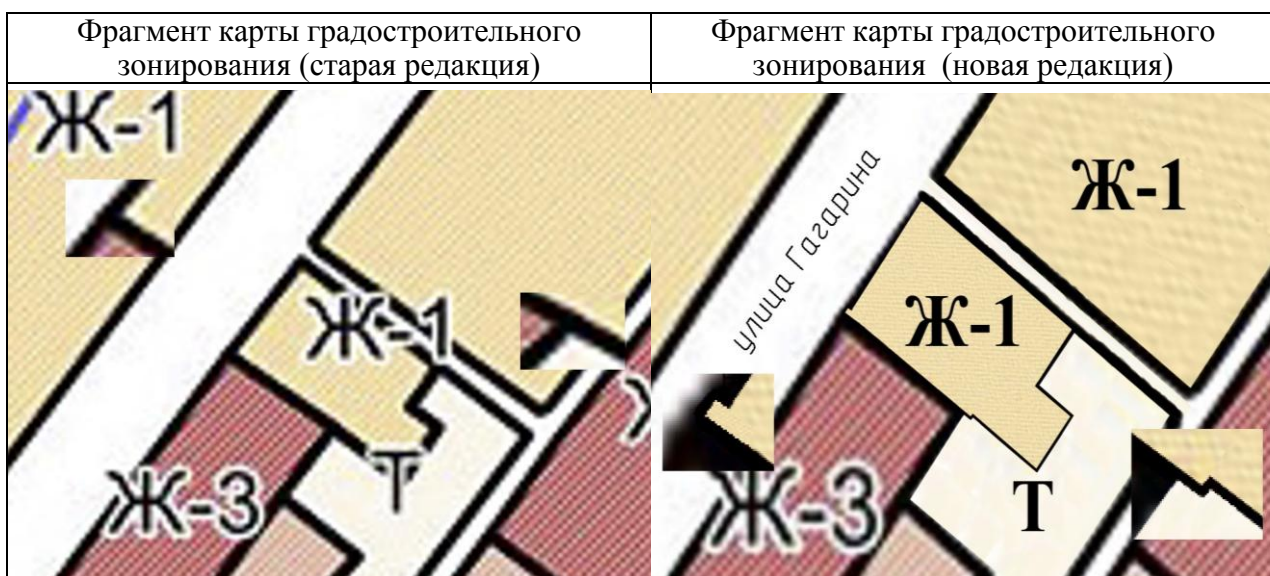 Фрагмент карты градостроительного
зонирования (старая редакция)
Фрагмент карты градостроительного
зонирования (новая редакция)
Ж-1
Ж-1
Т
Ж-3
улица Гагарина
Ж-1
Ж-1
Т
Ж-3